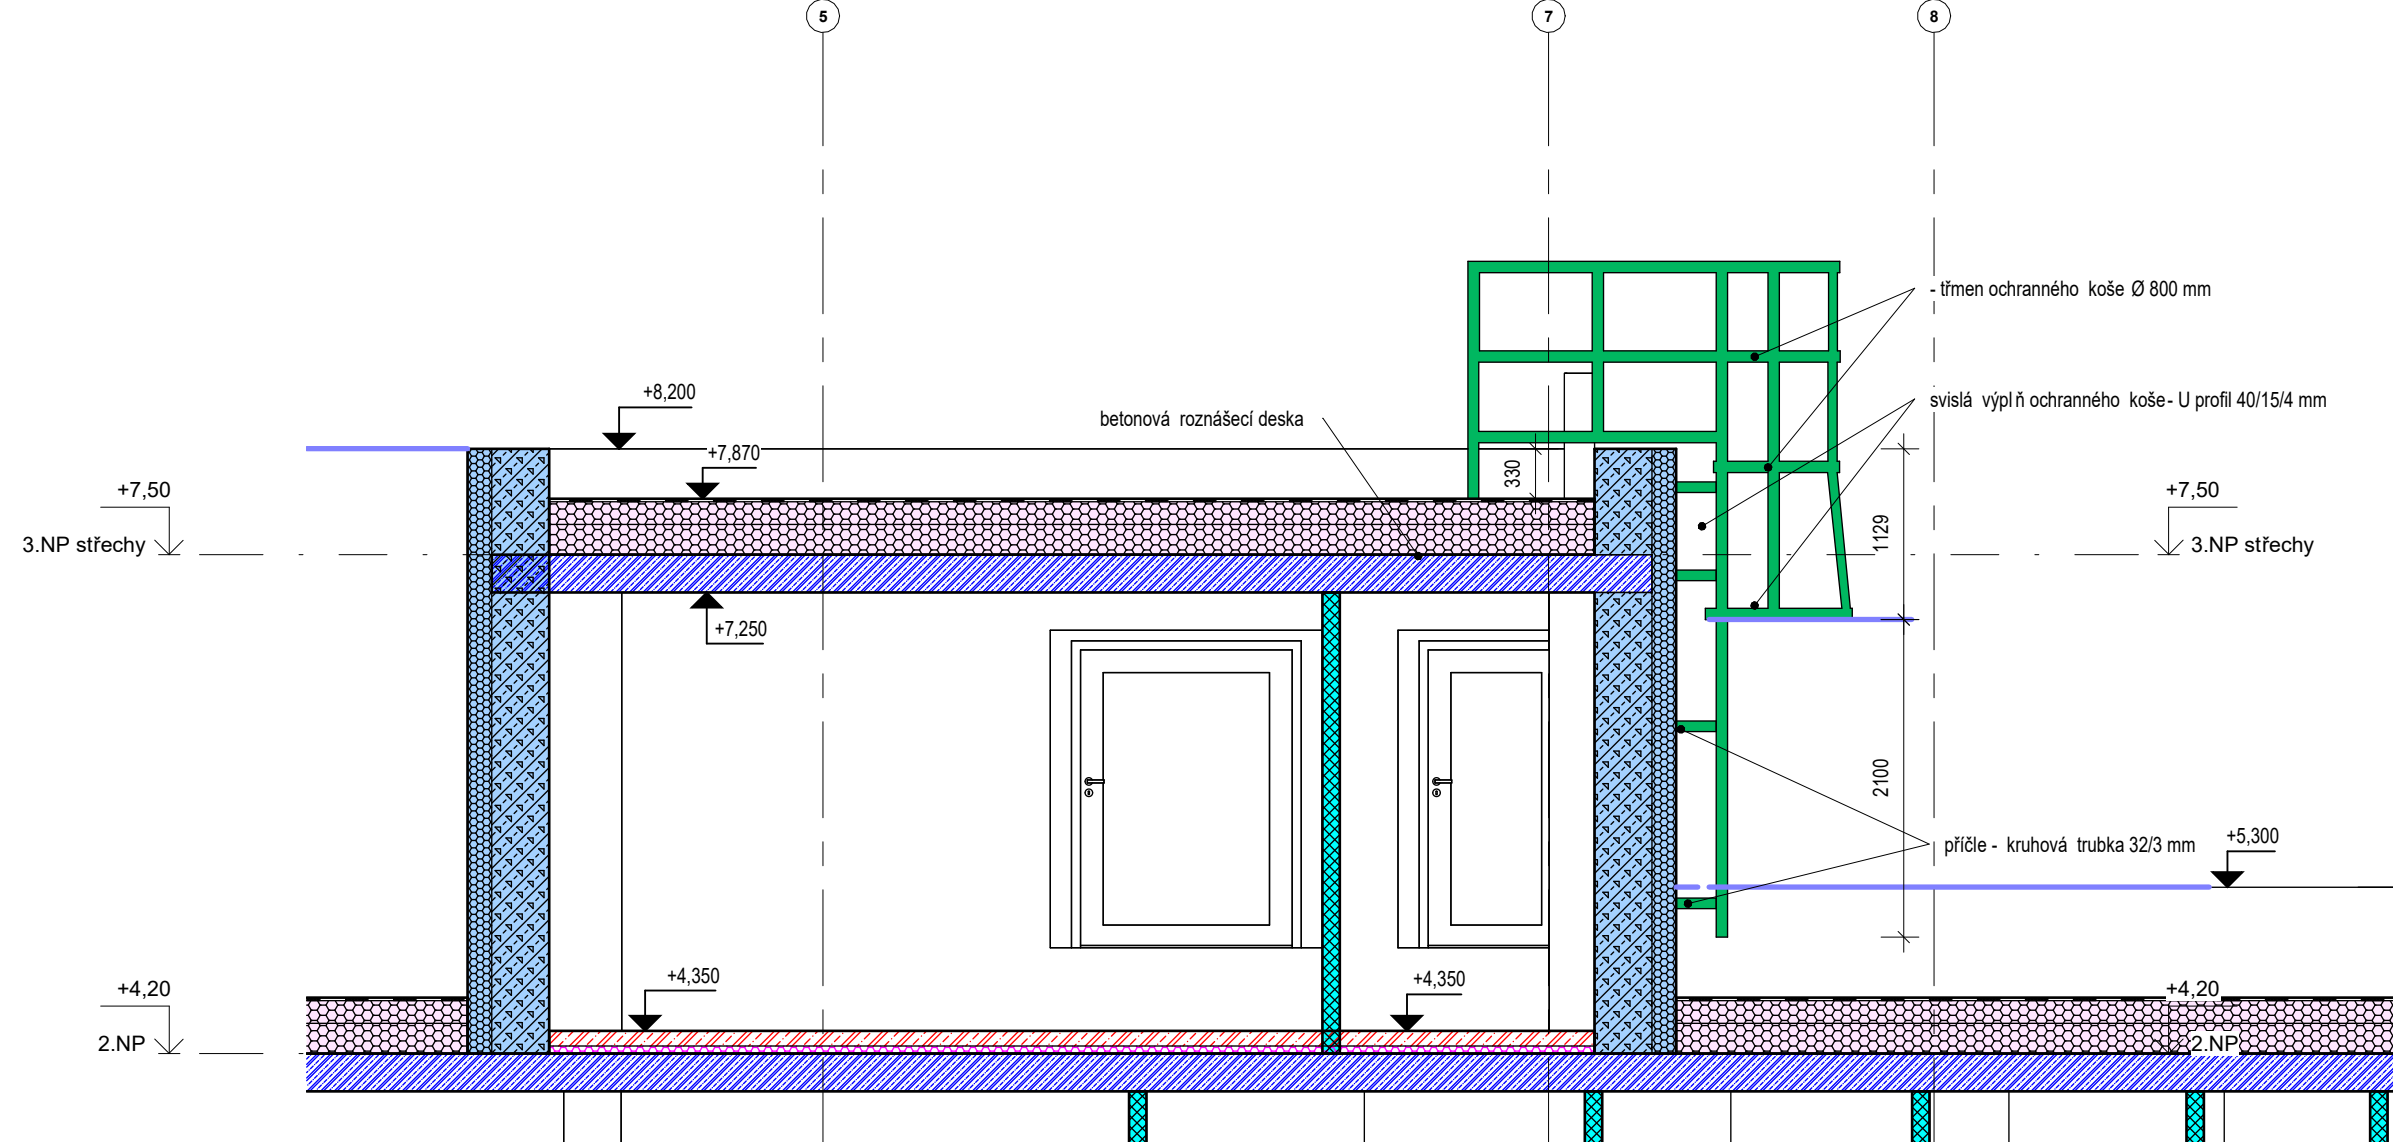 5
7
8
- třmen ochranného koše Ø 800 mm
+8,200
svislá výplň ochranného koše- U profil 40/15/4 mm
betonová roznášecí deska
+7,870
330
+7,50
3.NP střechy
+7,50
3.NP střechy
1129
+7,250
2100
+5,300
příčle - kruhová trubka 32/3 mm
+4,350
+4,350
+4,20
2.NP
+4,20
2.NP